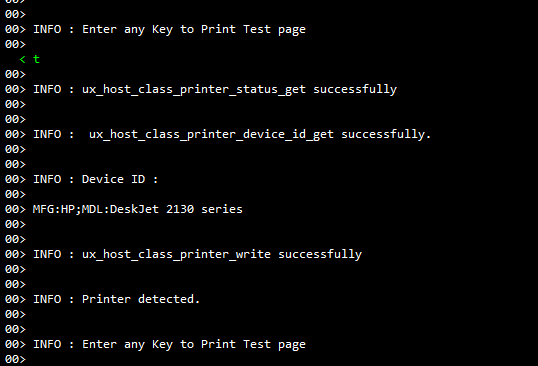 00>
00>
00> INFO : Enter any Key to Print Test page
00>
< t
00>
00> INFO : ux_host_class_printer_status_get successfully
00>
00>
00> INFO :  ux_host_class_printer_device_id_get successfully.
00>
00>
00> INFO : Device ID :
00>
00> MFG:HP;MDL:DeskJet 2130 series
00>
00>
00> INFO : ux_host_class_printer_write successfully
00>
00>
00> INFO : Printer detected.
00>
00>
00> INFO : Enter any Key to Print Test page
00>